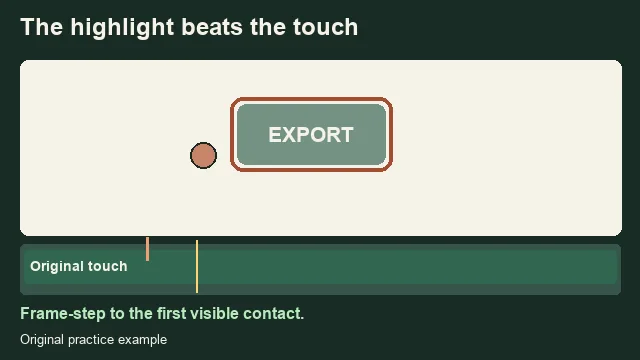 The highlight beats the touch
EXPORT
Original touch
Frame-step to the first visible contact.
Original practice example